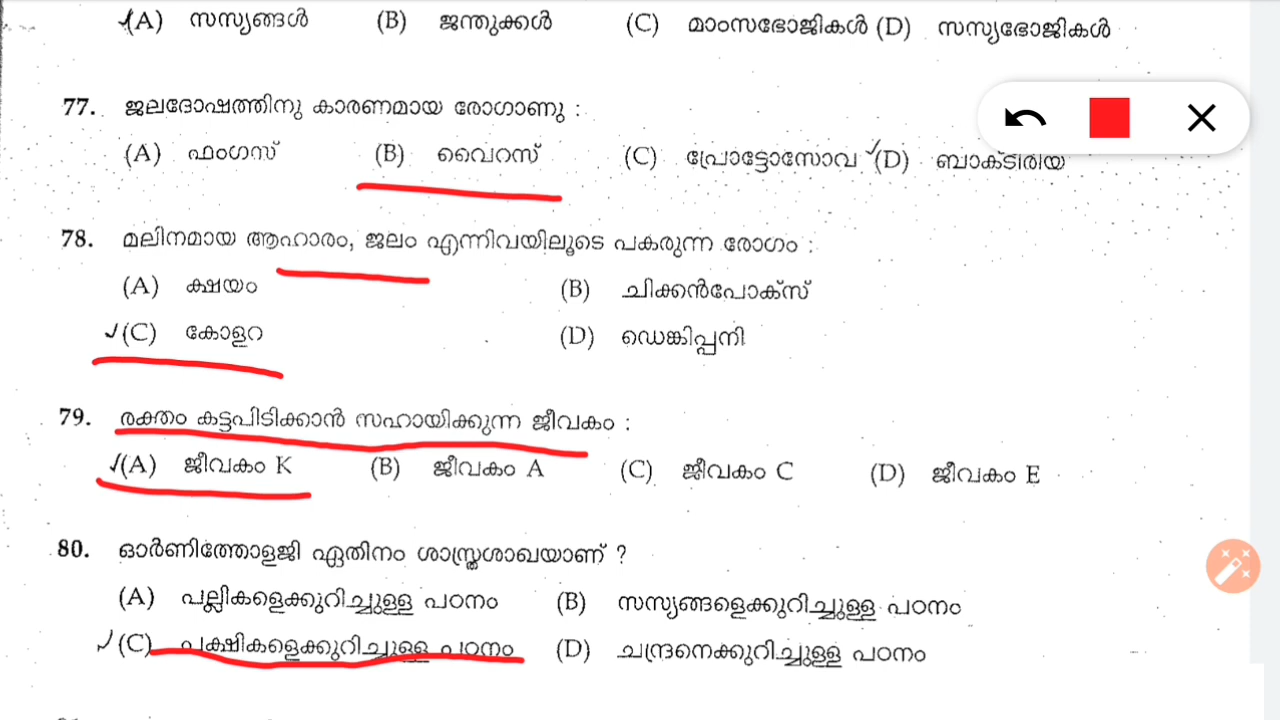 (A) സസ്യങ്ങൾ (B) ജന്തുക്കൾ (C) മാംസഭോജികൾ (D) സസ്യഭോജികൾ
77. ജലദോഷത്തിനു കാരണമായ രോഗാണു :
(A) ഫംഗസ് (B) വൈറസ് (C) പ്രോട്ടോസോവ (D) ബാക്ടീരിയ
78. മലിനമായ ആഹാരം, ജലം എന്നിവയിലൂടെ പകരുന്ന രോഗം :
(A) ക്ഷയം (B) ചിക്കൻപോക്സ്
(C) കോളറ (D) ഡെങ്കിപ്പനി
79. രക്തം കട്ടപിടിക്കാൻ സഹായിക്കുന്ന ജീവകം :
(A) ജീവകം K (B) ജീവകം A (C) ജീവകം C (D) ജീവകം E
80. ഓർണിത്തോളജി ഏതിനം ശാസ്ത്രശാഖയാണ് ?
(A) പല്ലികളെക്കുറിച്ചുള്ള പഠനം (B) സസ്യങ്ങളെക്കുറിച്ചുള്ള പഠനം
(C) പക്ഷികളെക്കുറിച്ചുള്ള പഠനം (D) ചന്ദ്രനെക്കുറിച്ചുള്ള പഠനം